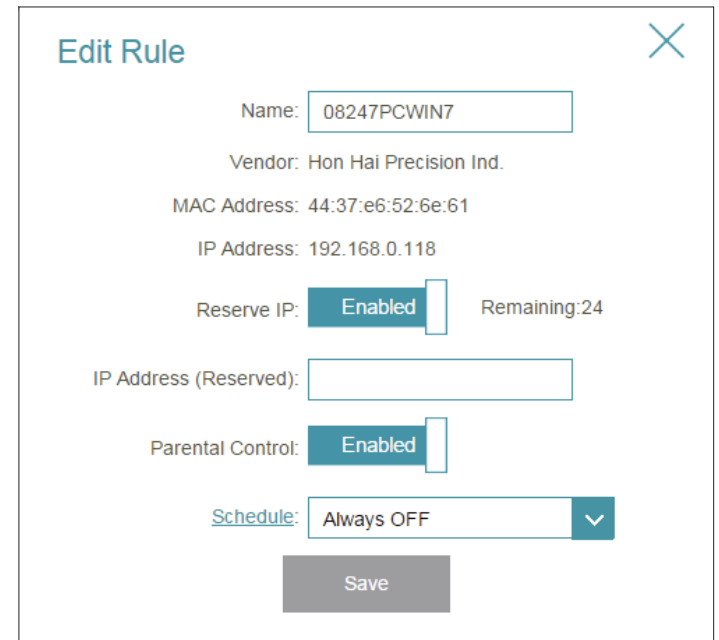 Edit Rule
Name: 08247PCWIN7
Vendor: Hon Hai Precision Ind.
MAC Address: 44:37:e6:52:6e:61
IP Address: 192.168.0.118
Reserve IP: Enabled Remaining:24
IP Address (Reserved):
Parental Control: Enabled
Schedule: Always OFF
Save